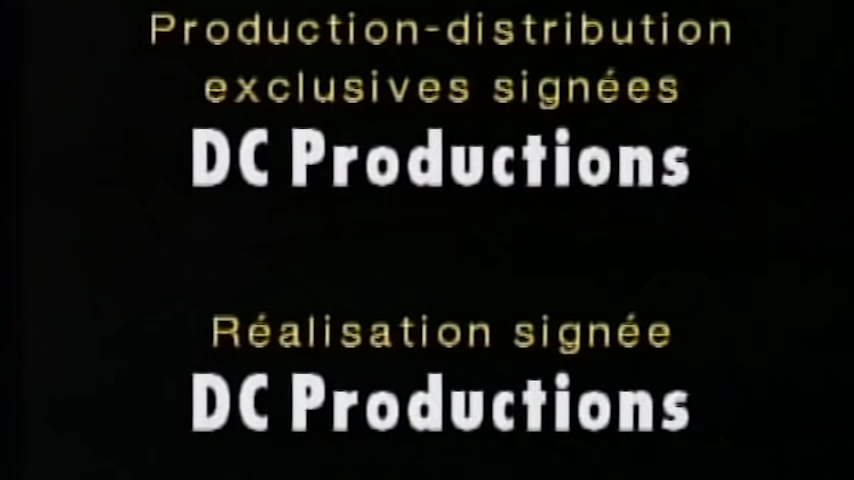 Production-distribution
exclusives signées
DC Productions
Réalisation signée
DC Productions